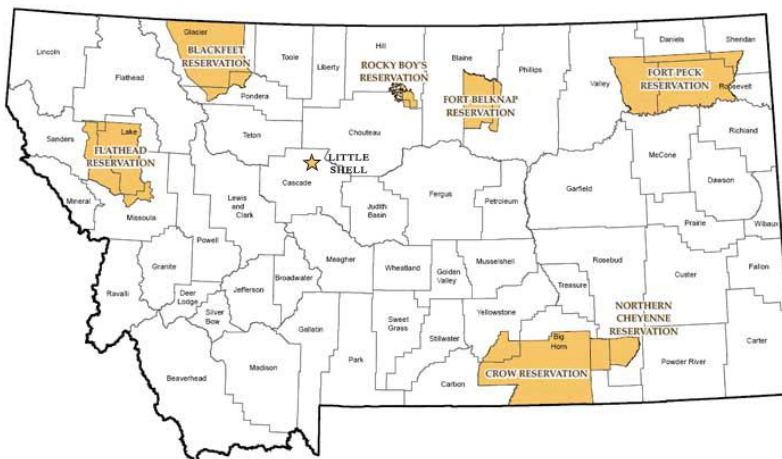 Lincoln
Flathead
Glacier
BLACKFEET
RESERVATION
Toole
Liberty
Hill
ROCKY BOY'S
RESERVATION
Blaine
FORT BELKNAP
RESERVATION
Phillips
Valley
Daniels
Sheridan
FORT PECK
RESERVATION
Roosevelt
Pondera
Teton
Chouteau
Sanders
Lake
FLATHEAD
RESERVATION
LITTLE
SHELL
Cascade
Richland
McCone
Dawson
Garfield
Mineral
Missoula
Lewis
and
Clark
Judith
Basin
Fergus
Petroleum
Prairie
Wibaux
Powell
Meagher
Wheatland
Golden
Valley
Musselshell
Rosebud
Custer
Fallon
Ravalli
Granite
Deer
Lodge
Silver
Bow
Jefferson
Broadwater
Treasure
Gallatin
Park
Sweet
Grass
Stillwater
Yellowstone
Big
Horn
NORTHERN
CHEYENNE
RESERVATION
Carter
Beaverhead
Madison
Carbon
CROW RESERVATION
Powder River